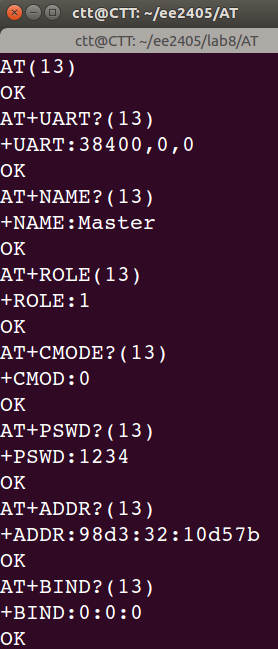 ctt@CTT: ~/ee2405/AT
ctt@CTT: ~/ee2405/lab8/AT
AT(13)
OK
AT+UART?(13)
+UART:38400,0,0
OK
AT+NAME?(13)
+NAME:Master
OK
AT+ROLE(13)
+ROLE:1
OK
AT+CMODE?(13)
+CMOD:0
OK
AT+PSWD?(13)
+PSWD:1234
OK
AT+ADDR?(13)
+ADDR:98d3:32:10d57b
OK
AT+BIND?(13)
+BIND:0:0:0
OK